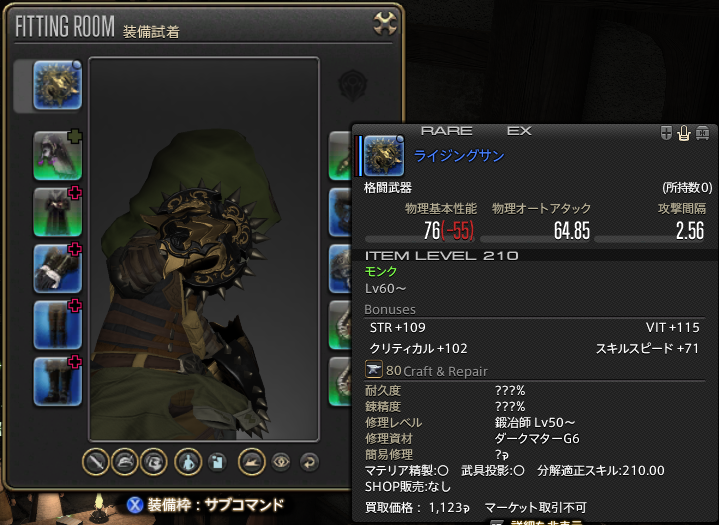 FITTING ROOM 装備試着
RARE EX
ライジングサン
格闘武器 (所持数0)
物理基本性能 物理オートアタック 攻撃間隔
76(-55) 64.85 2.56
ITEM LEVEL 210
モンク
Lv60～
Bonuses
STR +109 VIT +115
クリティカル +102 スキルスピード +71
80 Craft & Repair
耐久度 ???%
錬精度 ???%
修理レベル 鍛冶師 Lv50～
修理資材 ダークマターG6
簡易修理 ?
マテリア精製:〇 武具投影:〇 分解適正スキル:210.00
SHOP販売:なし
買取価格： 1,123 マーケット取引不可
X 装備枠：サブコマンド
詳細を非表示